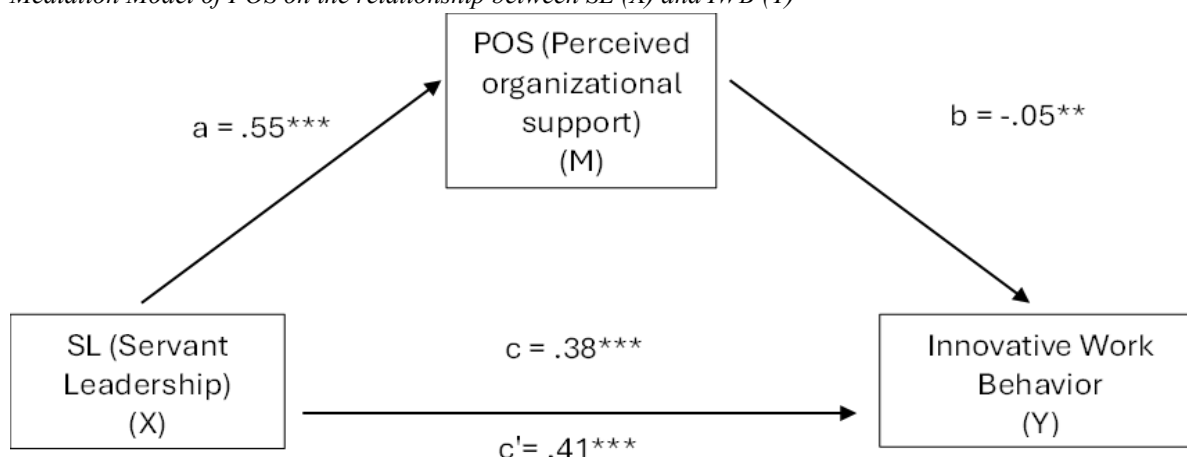 Mediation Model of POS on the relationship between SL (X) and IWB (Y)
POS (Perceived
organizational
support)
(M)
a = .55***
b = -.05**
SL (Servant
Leadership)
(X)
c = .38***
c'= .41***
Innovative Work
Behavior
(Y)